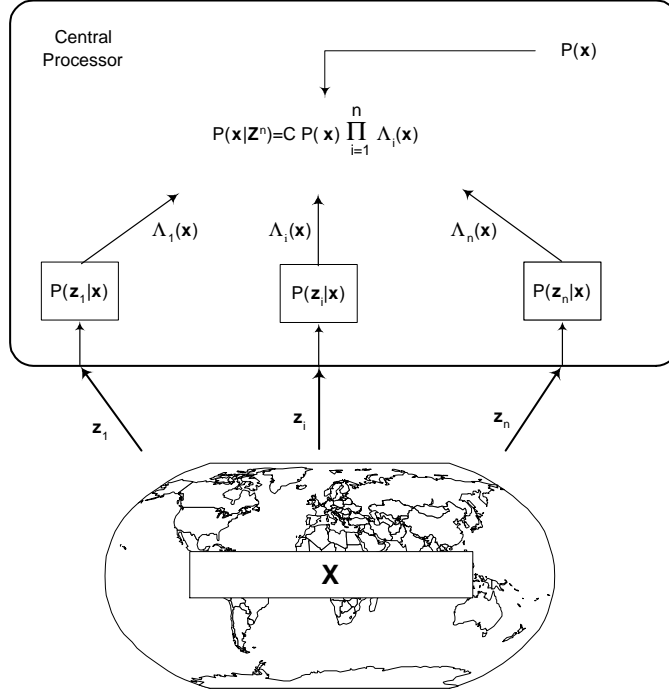 Central
Processor
P(x)
n
P(x|Zⁿ)=C P( x) ∏ Λᵢ(x)
i=1
Λ₁(x)
Λᵢ(x)
Λₙ(x)
P(z₁|x)
P(zᵢ|x)
P(zₙ|x)
z₁
zᵢ
zₙ
X